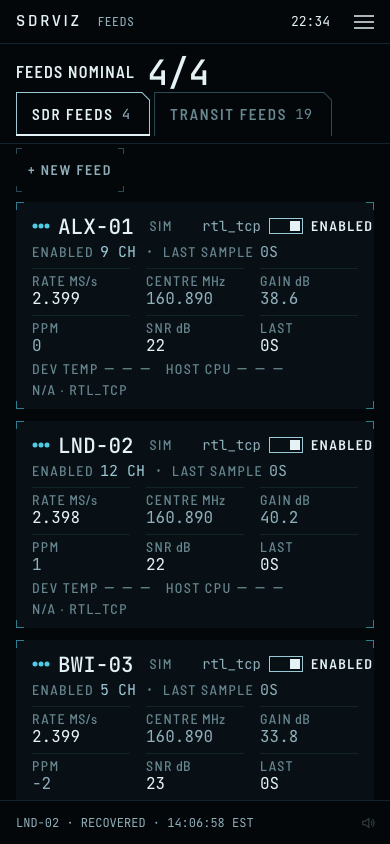 SDRVIZ FEEDS 22:34
FEEDS NOMINAL 4/4
SDR FEEDS 4 TRANSIT FEEDS 19
+ NEW FEED
ALX-01 SIM rtl_tcp ENABLED
ENABLED 9 CH · LAST SAMPLE 0S
RATE MS/s CENTRE MHz GAIN dB
2.399 160.890 38.6
PPM SNR dB LAST
0 22 0S
DEV TEMP — — — HOST CPU — — —
N/A · RTL_TCP
LND-02 SIM rtl_tcp ENABLED
ENABLED 12 CH · LAST SAMPLE 0S
RATE MS/s CENTRE MHz GAIN dB
2.398 160.890 40.2
PPM SNR dB LAST
1 22 0S
DEV TEMP — — — HOST CPU — — —
N/A · RTL_TCP
BWI-03 SIM rtl_tcp ENABLED
ENABLED 5 CH · LAST SAMPLE 0S
RATE MS/s CENTRE MHz GAIN dB
2.399 160.890 33.8
PPM SNR dB LAST
-2 23 0S
LND-02 · RECOVERED · 14:06:58 EST